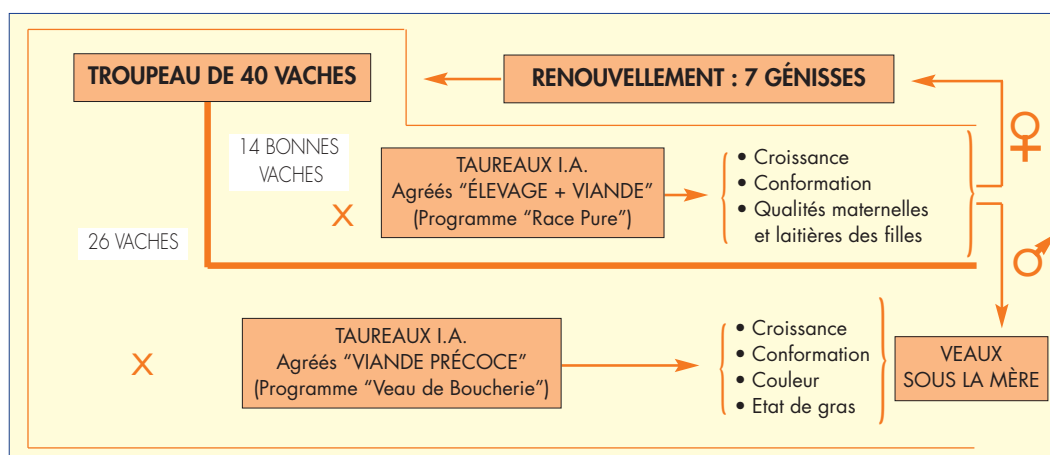 TROUPEAU DE 40 VACHES
RENOUVELLEMENT : 7 GÉNISSES
14 BONNES
VACHES
X
TAUREAUX I.A.
Agréés “ÉLEVAGE + VIANDE”
(Programme “Race Pure”)
• Croissance
• Conformation
• Qualités maternelles
et laitières des filles
♀
26 VACHES
♂
X
TAUREAUX I.A.
Agréés “VIANDE PRÉCOCE”
(Programme “Veau de Boucherie”)
• Croissance
• Conformation
• Couleur
• Etat de gras
VEAUX
SOUS LA MÈRE